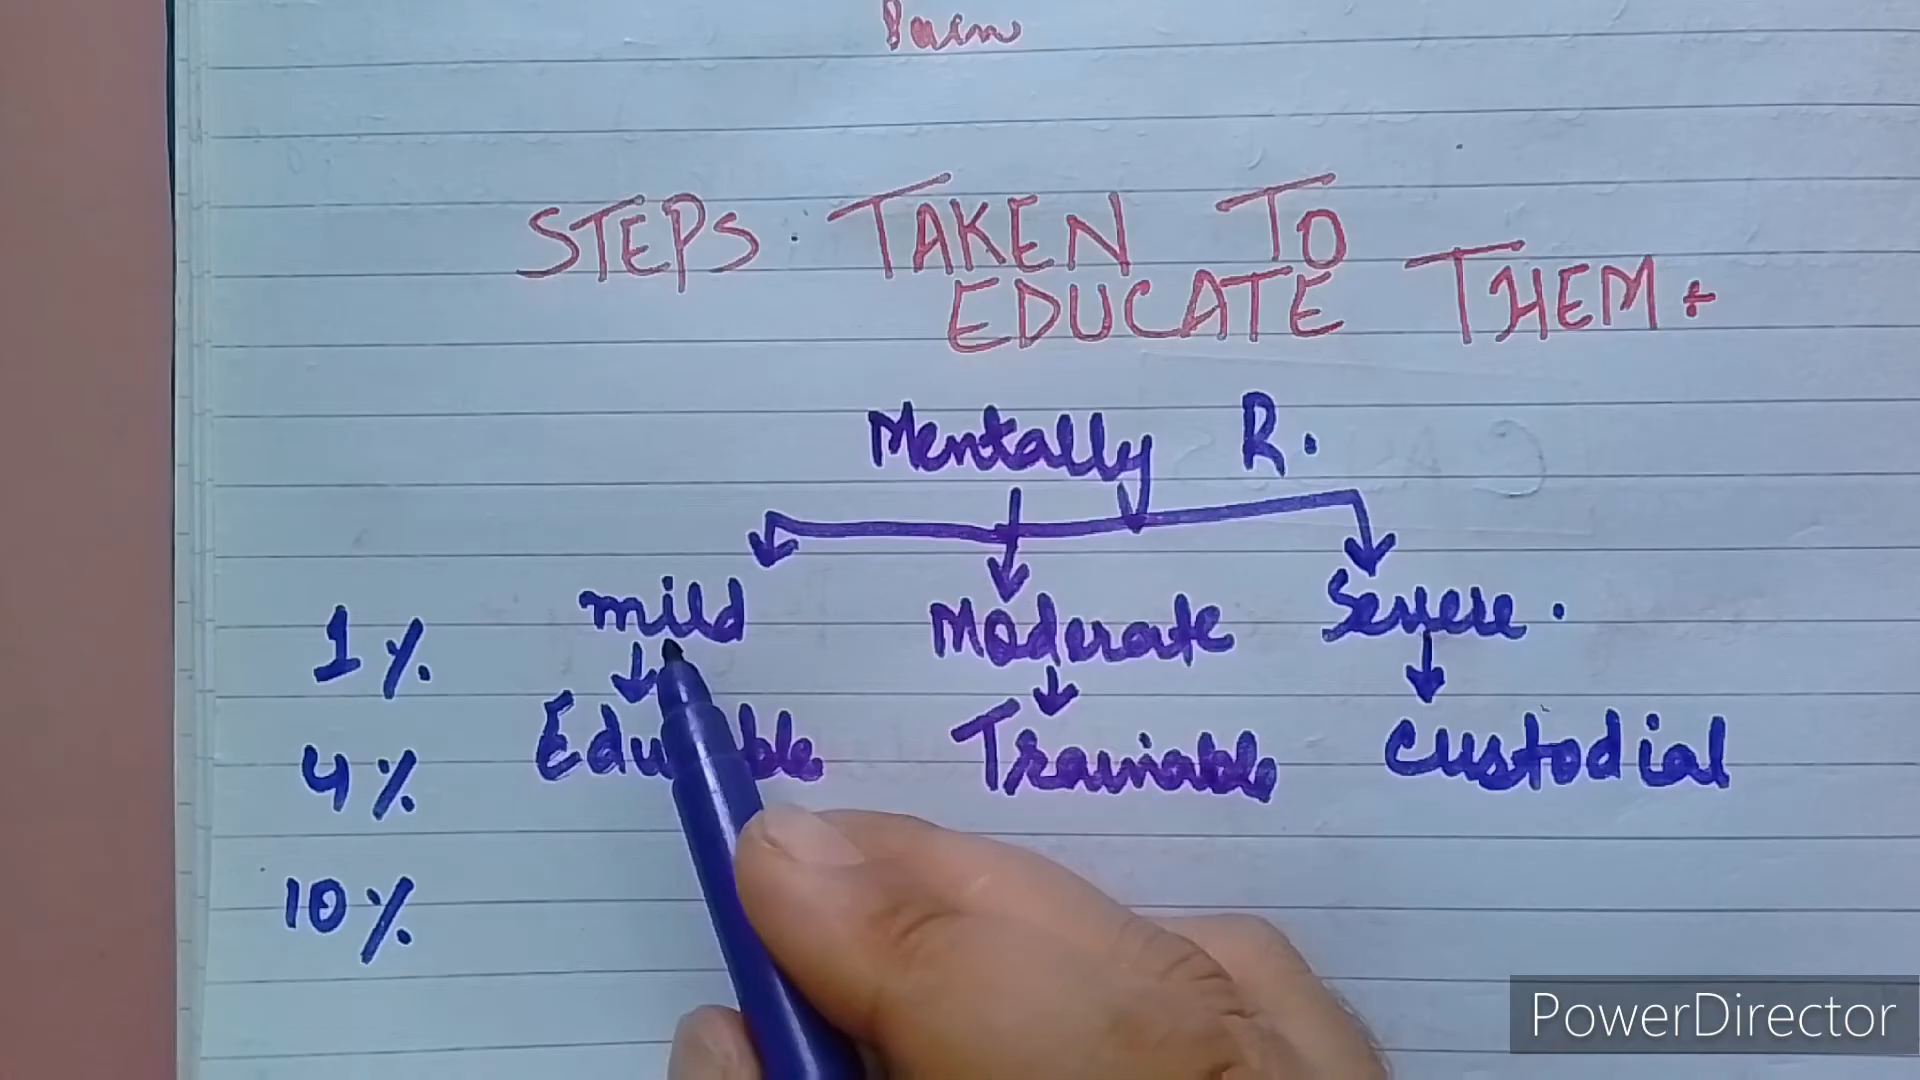 STEPS TAKEN TO
EDUCATE THEM
Mentally R.
mild Moderate Severe.
1%
Trainable Custodial
4%
10%
PowerDirector